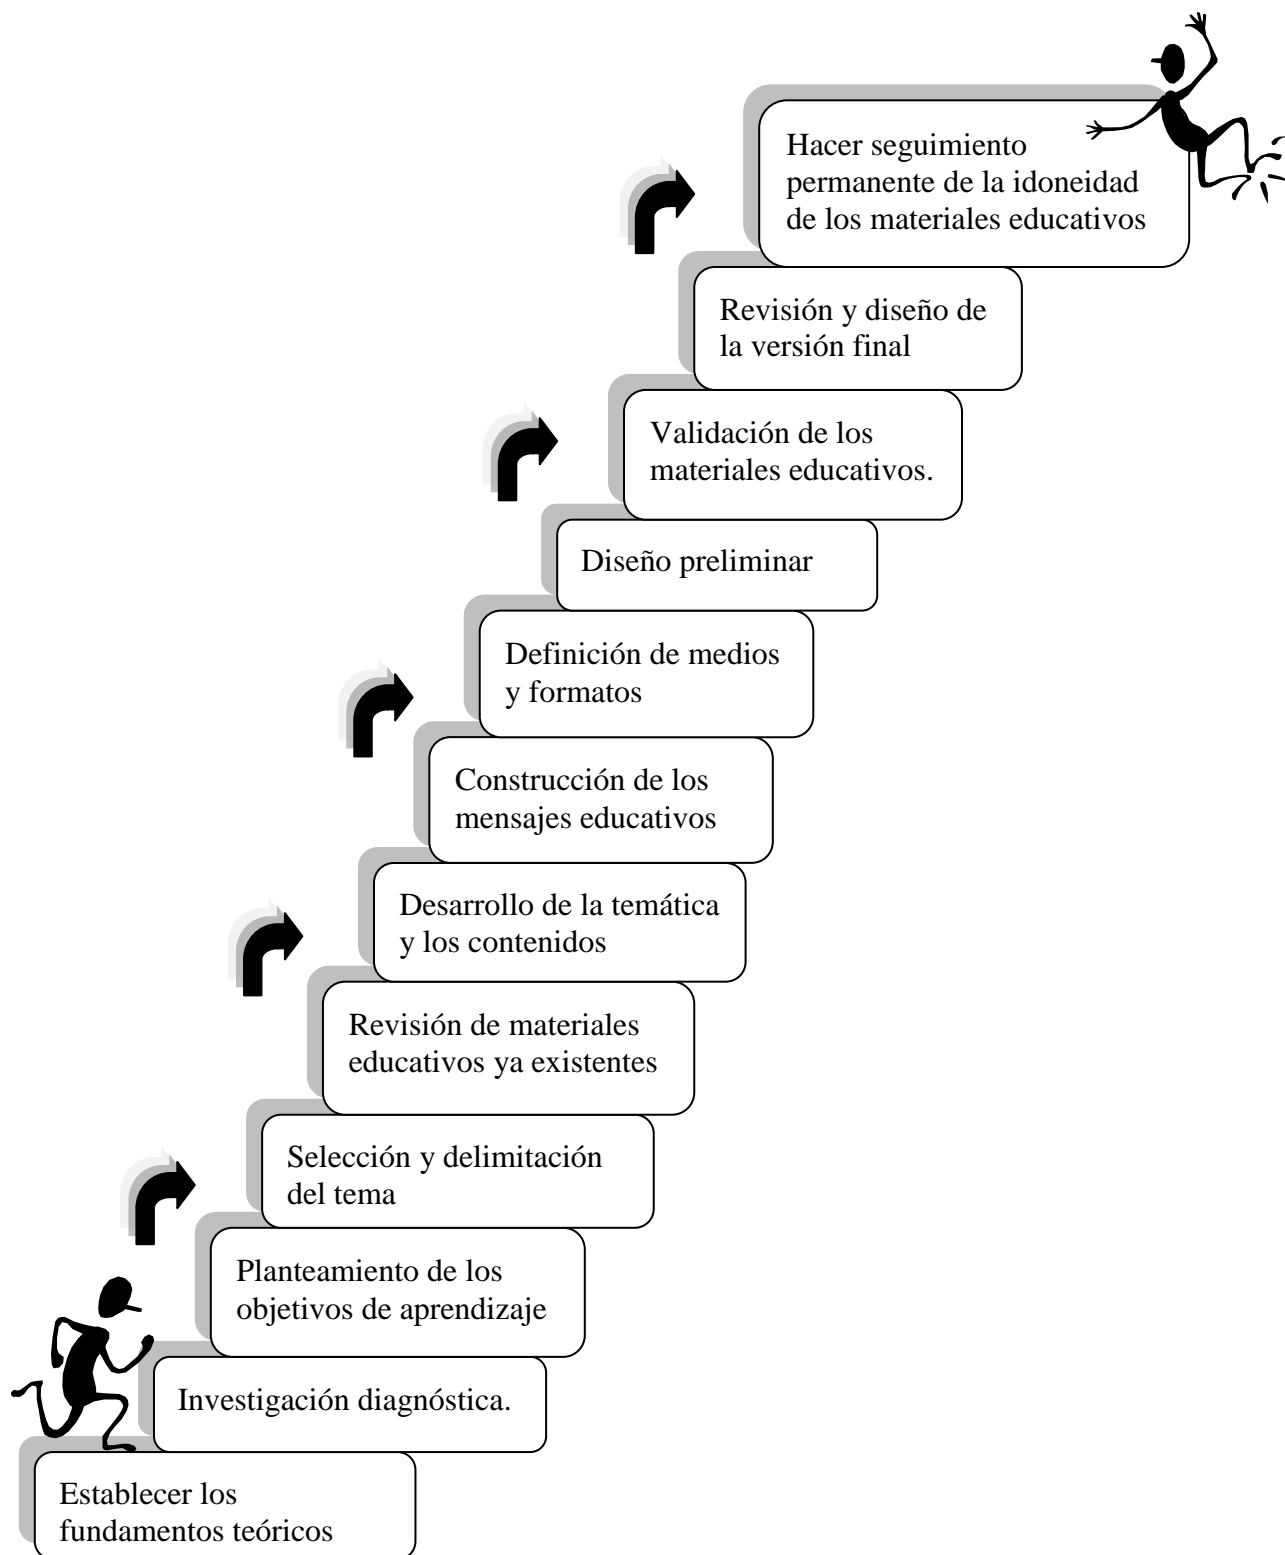 Hacer seguimiento
permanente de la idoneidad
de los materiales educativos
Revisión y diseño de
la versión final
Validación de los
materiales educativos.
Diseño preliminar
Definición de medios
y formatos
Construcción de los
mensajes educativos
Desarrollo de la temática
y los contenidos
Revisión de materiales
educativos ya existentes
Selección y delimitación
del tema
Planteamiento de los
objetivos de aprendizaje
Investigación diagnóstica.
Establecer los
fundamentos teóricos